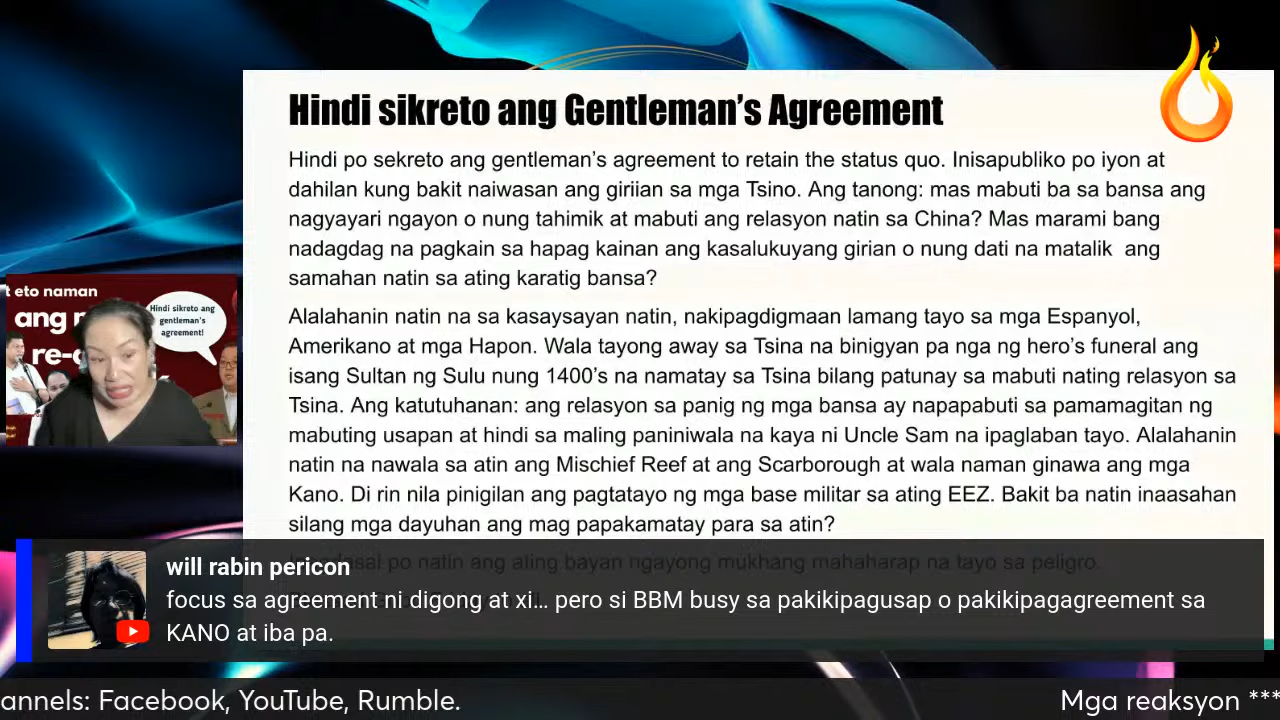 Hindi sikreto ang Gentleman's Agreement
Hindi po sekreto ang gentleman's agreement to retain the status quo. Inisapubliko po iyon at
dahilan kung bakit naiwasan ang giriian sa mga Tsino. Ang tanong: mas mabuti ba sa bansa ang
nagyayari ngayon o nung tahimik at mabuti ang relasyon natin sa China? Mas marami bang
nadagdag na pagkain sa hapag kainan ang kasalukuyang girian o nung dati na matalik ang
samahan natin sa ating karatig bansa?
Alalahanin natin na sa kasaysayan natin, nakipagdigmaan lamang tayo sa mga Espanyol,
Amerikano at mga Hapon. Wala tayong away sa Tsina na binigyan pa nga ng hero's funeral ang
isang Sultan ng Sulu nung 1400's na namatay sa Tsina bilang patunay sa mabuti nating relasyon sa
Tsina. Ang katutuhanan: ang relasyon sa panig ng mga bansa ay napapabuti sa pamamagitan ng
mabuting usapan at hindi sa maling paniniwala na kaya ni Uncle Sam na ipaglaban tayo. Alalahanin
natin na nawala sa atin ang Mischief Reef at ang Scarborough at wala naman ginawa ang mga
Kano. Di rin nila pinigilan ang pagtatayo ng mga base militar sa ating EEZ. Bakit ba natin inaasahan
silang mga dayuhan ang mag papakamatay para sa atin?
po natin ang ating bayan ngayong mukhang mahaharap na tayo sa peligro.
t eto naman
ang
re-
Hindi sikreto ang
gentleman's
agreement!
will rabin pericon
focus sa agreement ni digong at xi... pero si BBM busy sa pakikipagusap o pakikipagagreement sa
KANO at iba pa.
annels: Facebook, YouTube, Rumble.
Mga reaksyon ***